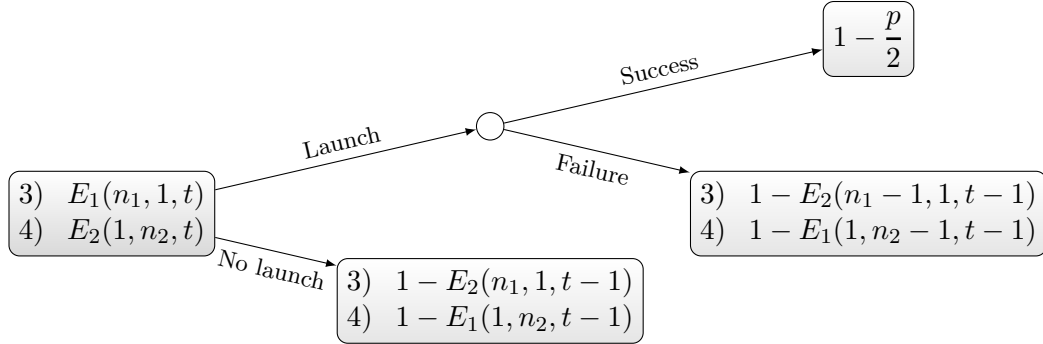 1 - \frac{p}{2}
Success
Launch
Failure
3) E_1(n_1, 1, t)
4) E_2(1, n_2, t)
3) 1 - E_2(n_1 - 1, 1, t - 1)
4) 1 - E_1(1, n_2 - 1, t - 1)
No launch
3) 1 - E_2(n_1, 1, t - 1)
4) 1 - E_1(1, n_2, t - 1)